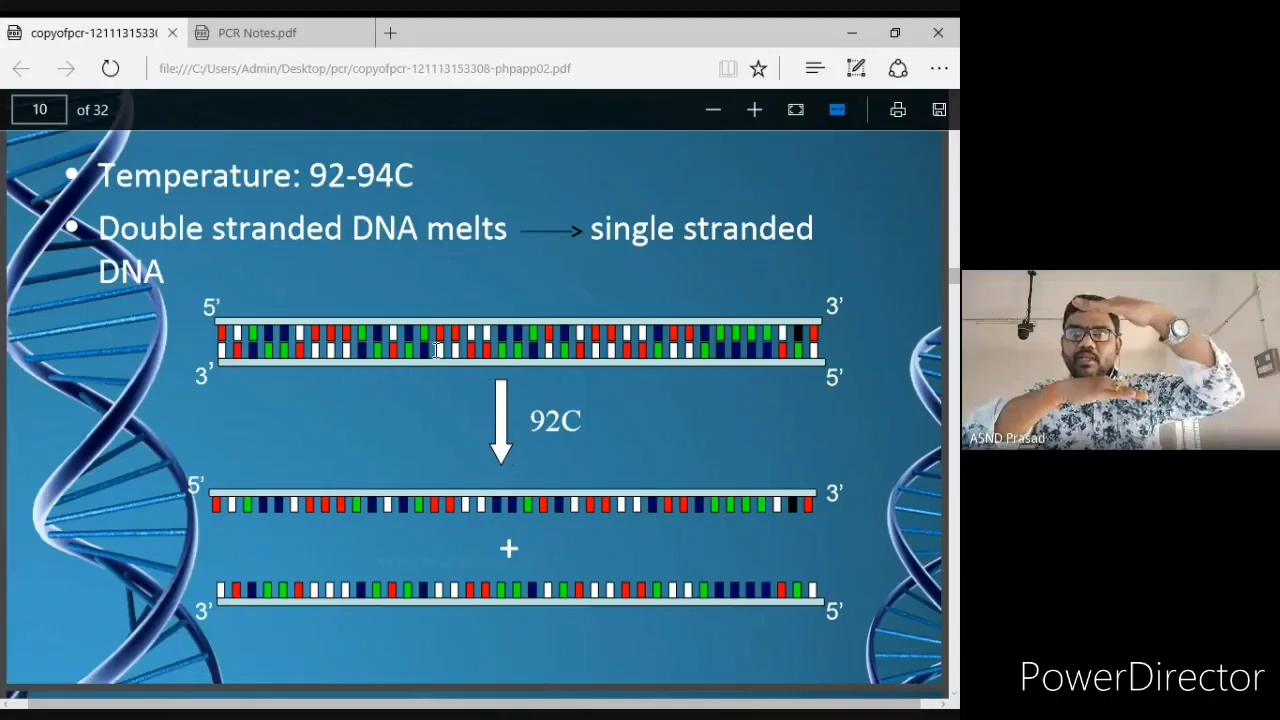 copyofpcr-12111315330
PCR Notes.pdf
file:///C:/Users/Admin/Desktop/pcr/copyofpcr-121113153308-phpapp02.pdf
10 of 32
• Temperature: 92-94C
• Double stranded DNA melts → single stranded
DNA
5’ 3’
3’ 5’
92C
5’ 3’
+
3’ 5’
ASND Prasad
PowerDirector